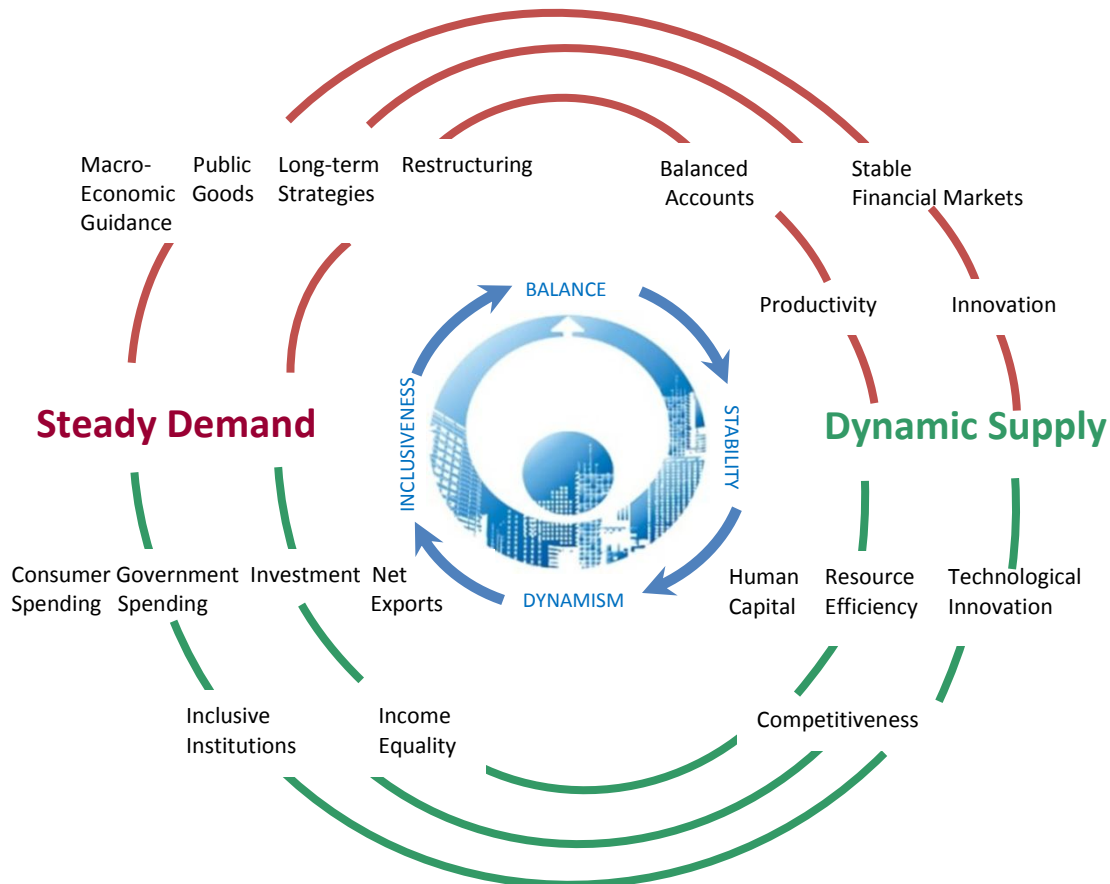 Macro-
Economic
Guidance
Public
Goods
Long-term
Strategies
Restructuring
Balanced
Accounts
Stable
Financial Markets
BALANCE
Productivity
Innovation
INCLUSIVENESS
STABILITY
Steady Demand
Dynamic Supply
Consumer
Spending
Government
Spending
Investment
Net
Exports
DYNAMISM
Human
Capital
Resource
Efficiency
Technological
Innovation
Inclusive
Institutions
Income
Equality
Competitiveness